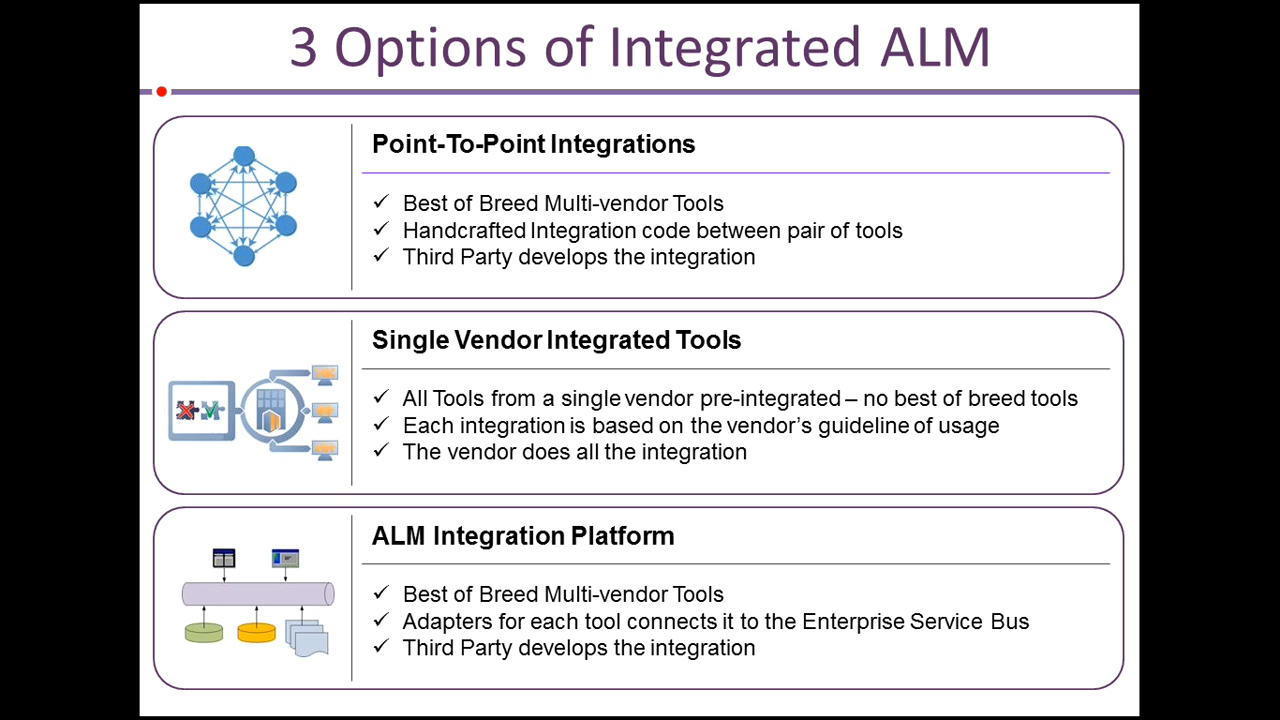 3 Options of Integrated ALM
Point-To-Point Integrations
Best of Breed Multi-vendor Tools
Handcrafted Integration code between pair of tools
Third Party develops the integration
Single Vendor Integrated Tools
All Tools from a single vendor pre-integrated – no best of breed tools
Each integration is based on the vendor’s guideline of usage
The vendor does all the integration
ALM Integration Platform
Best of Breed Multi-vendor Tools
Adapters for each tool connects it to the Enterprise Service Bus
Third Party develops the integration